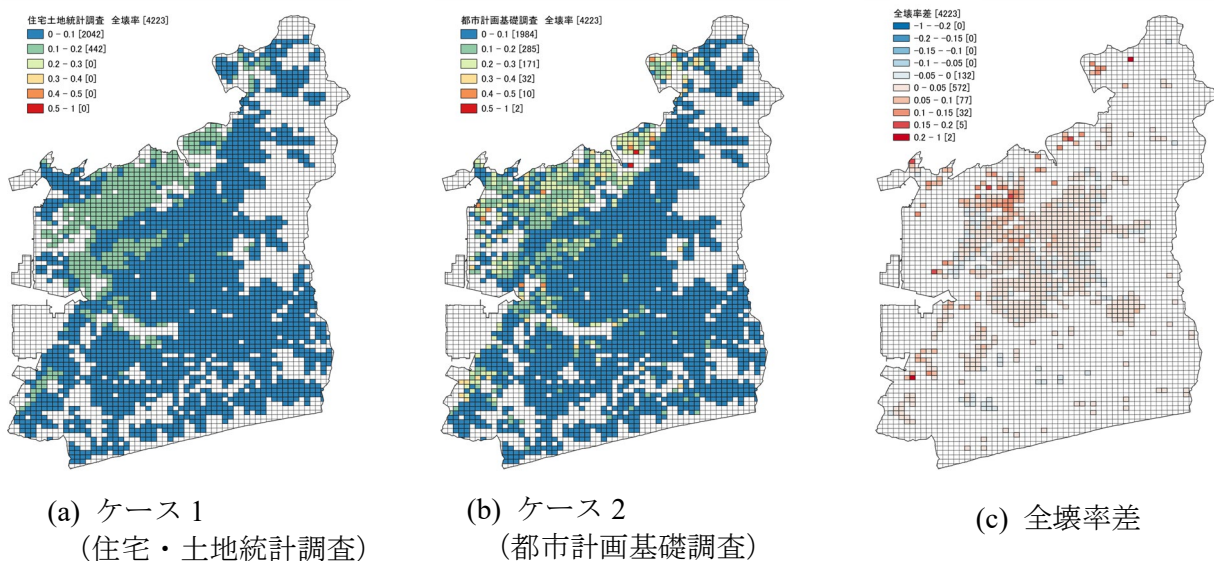 住宅土地統計調査 全壊率 [4223]
0 - 0.1 [2042]
0.1 - 0.2 [442]
0.2 - 0.3 [0]
0.3 - 0.4 [0]
0.4 - 0.5 [0]
0.5 - 1 [0]
都市計画基礎調査 全壊率 [4223]
0 - 0.1 [1984]
0.1 - 0.2 [285]
0.2 - 0.3 [171]
0.3 - 0.4 [32]
0.4 - 0.5 [10]
0.5 - 1 [2]
全壊率差 [4223]
-1 - -0.2 [0]
-0.2 - -0.15 [0]
-0.15 - -0.1 [0]
-0.1 - -0.05 [0]
-0.05 - 0 [132]
0 - 0.05 [572]
0.05 - 0.1 [77]
0.1 - 0.15 [32]
0.15 - 0.2 [5]
0.2 - 1 [2]
(a) ケース 1
(住宅・土地統計調査)
(b) ケース 2
(都市計画基礎調査)
(c) 全壊率差